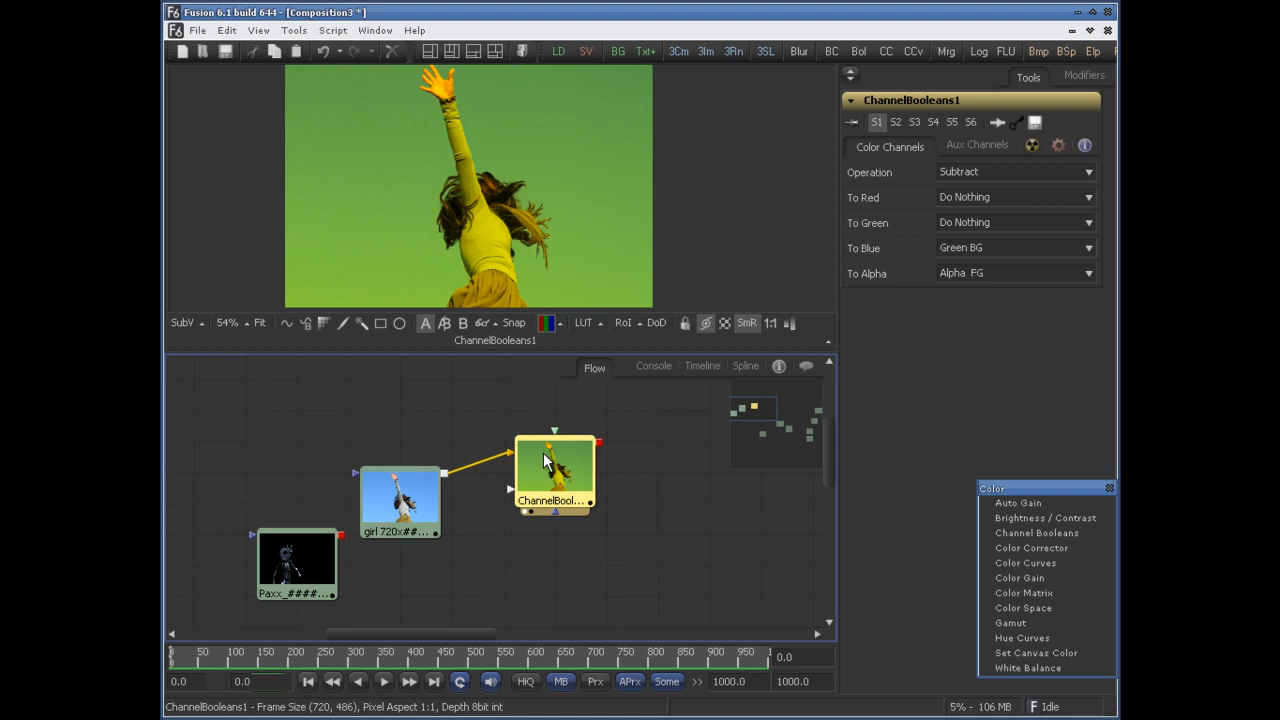 Fusion 6.1 build 644 - [Composition3 *]
File Edit View Tools Script Window Help
LD SV BG Txt+ 3Cm 3Im 3Rn 3SL Blur BC Bol CC CCv Mrg Log FLU Bmp BSp Elp
Tools Modifiers
ChannelBooleans1
S1 S2 S3 S4 S5 S6
Color Channels Aux Channels
Operation Subtract
To Red Do Nothing
To Green Do Nothing
To Blue Green BG
To Alpha Alpha FG
SubV 54% Fit A B B Snap LUT RoI DoD SmR 1:1
ChannelBooleans1
Flow Console Timeline Spline
ChannelBool...
girl 720x##...
Paxx_####...
Color
Auto Gain
Brightness / Contrast
Channel Booleans
Color Corrector
Color Curves
Color Gain
Color Matrix
Color Space
Gamut
Hue Curves
Set Canvas Color
White Balance
50 100 150 200 250 300 350 400 450 500 550 600 650 700 750 800 850 900 950 0.0
0.0 0.0 HiQ MB Prx APrx Some 1000.0 1000.0
ChannelBooleans1 - Frame Size (720, 486), Pixel Aspect 1:1, Depth 8bit int 5% - 106 MB Idle